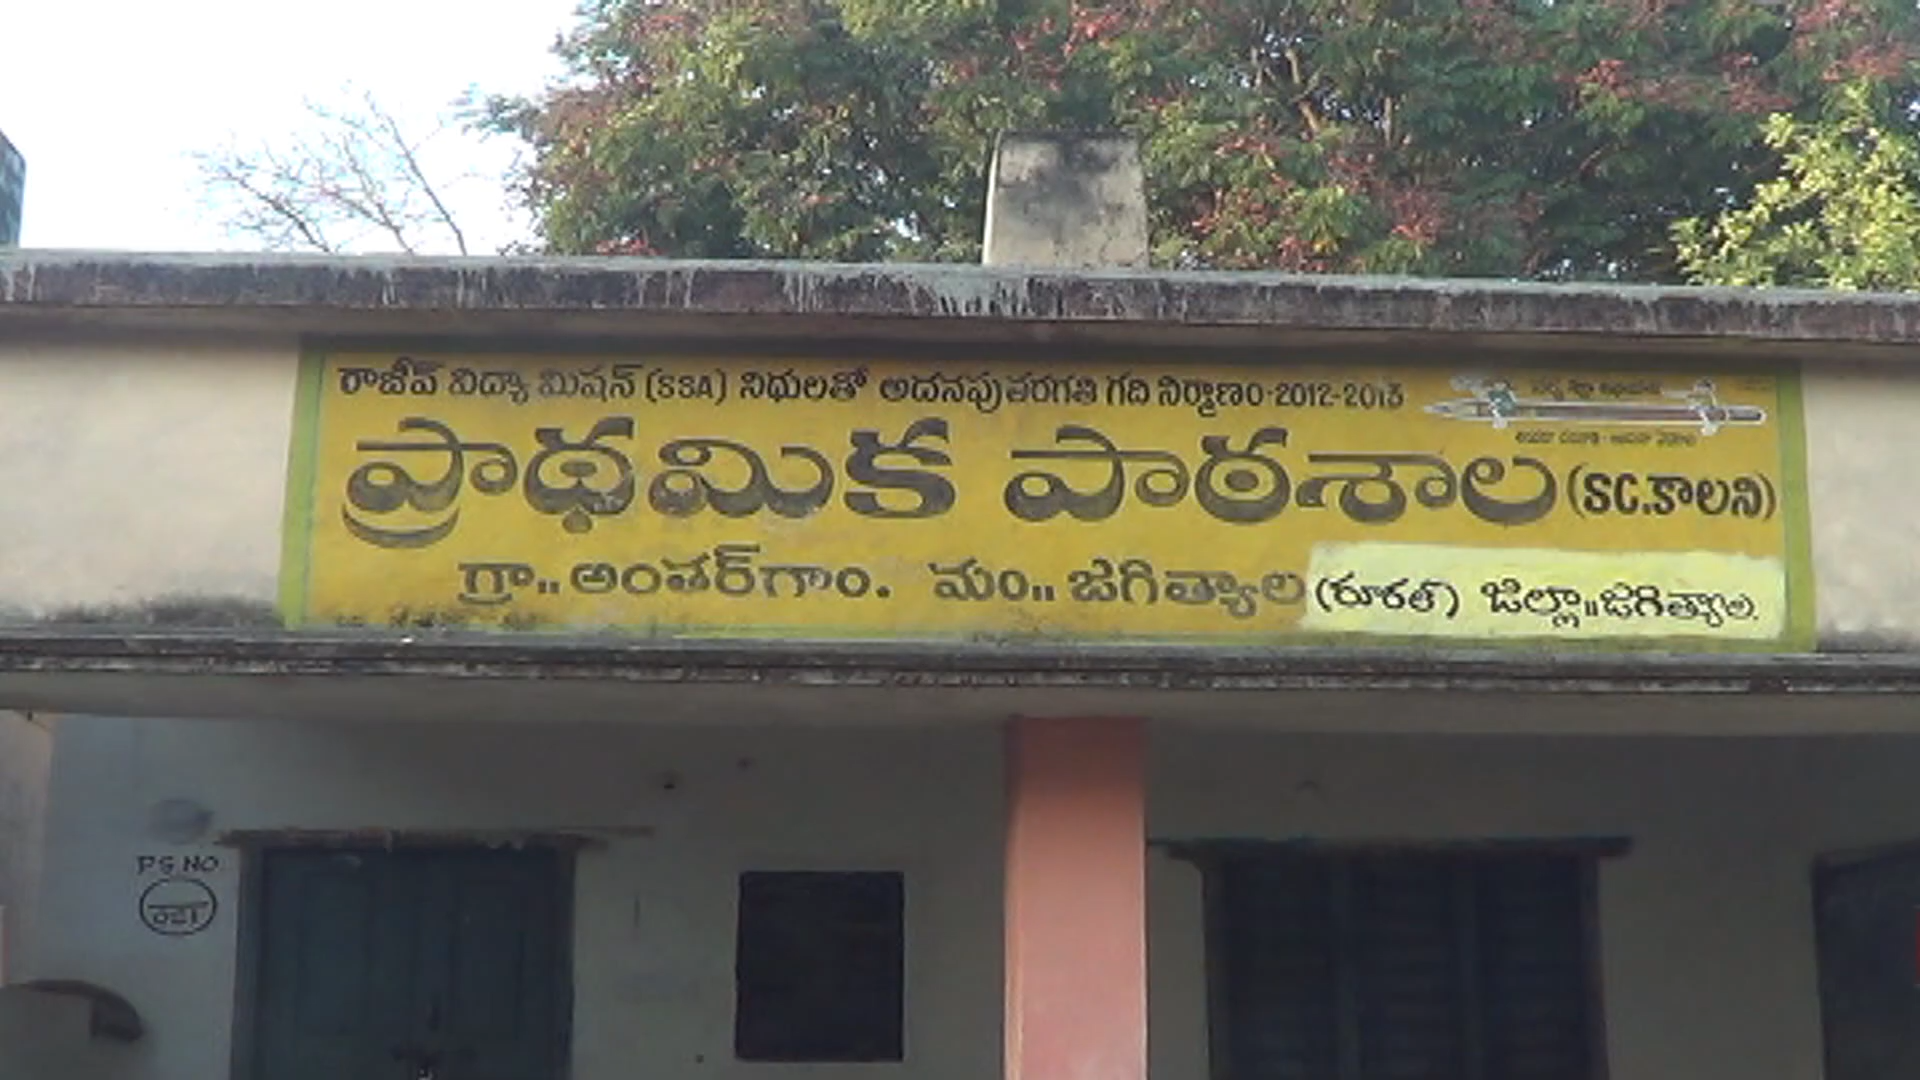 రాజీవ్ విద్యా మిషన్ (SSA) నిధులతో అదనపు తరగతి గది నిర్మాణం-2012-2013
ప్రాథమిక పాఠశాల (SC.కాలని)
గ్రా.. అంతర్‌గాం. మం.. జగిత్యాల (రూరల్) జిల్లా॥జగిత్యాల.
PS NO